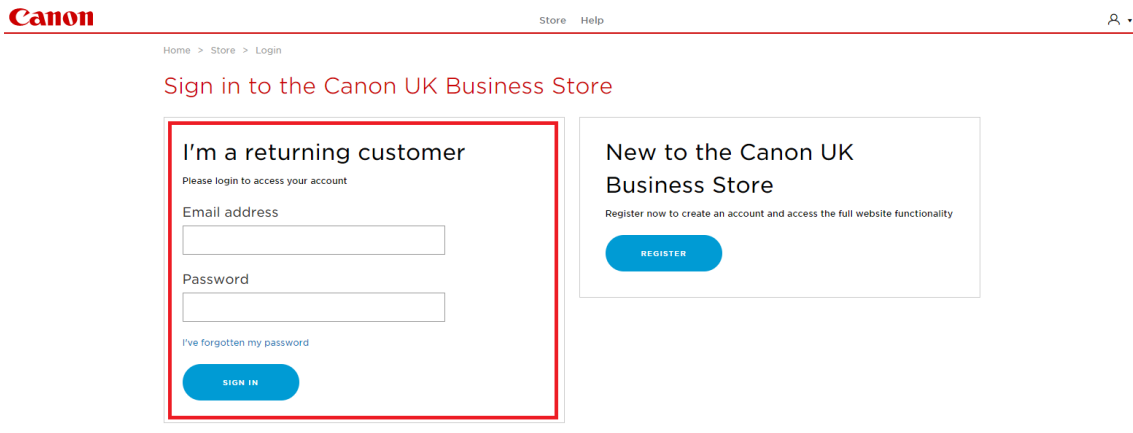 Canon
Store Help
Home > Store > Login
Sign in to the Canon UK Business Store
I'm a returning customer
Please login to access your account
Email address
Password
I've forgotten my password
SIGN IN
New to the Canon UK
Business Store
Register now to create an account and access the full website functionality
REGISTER